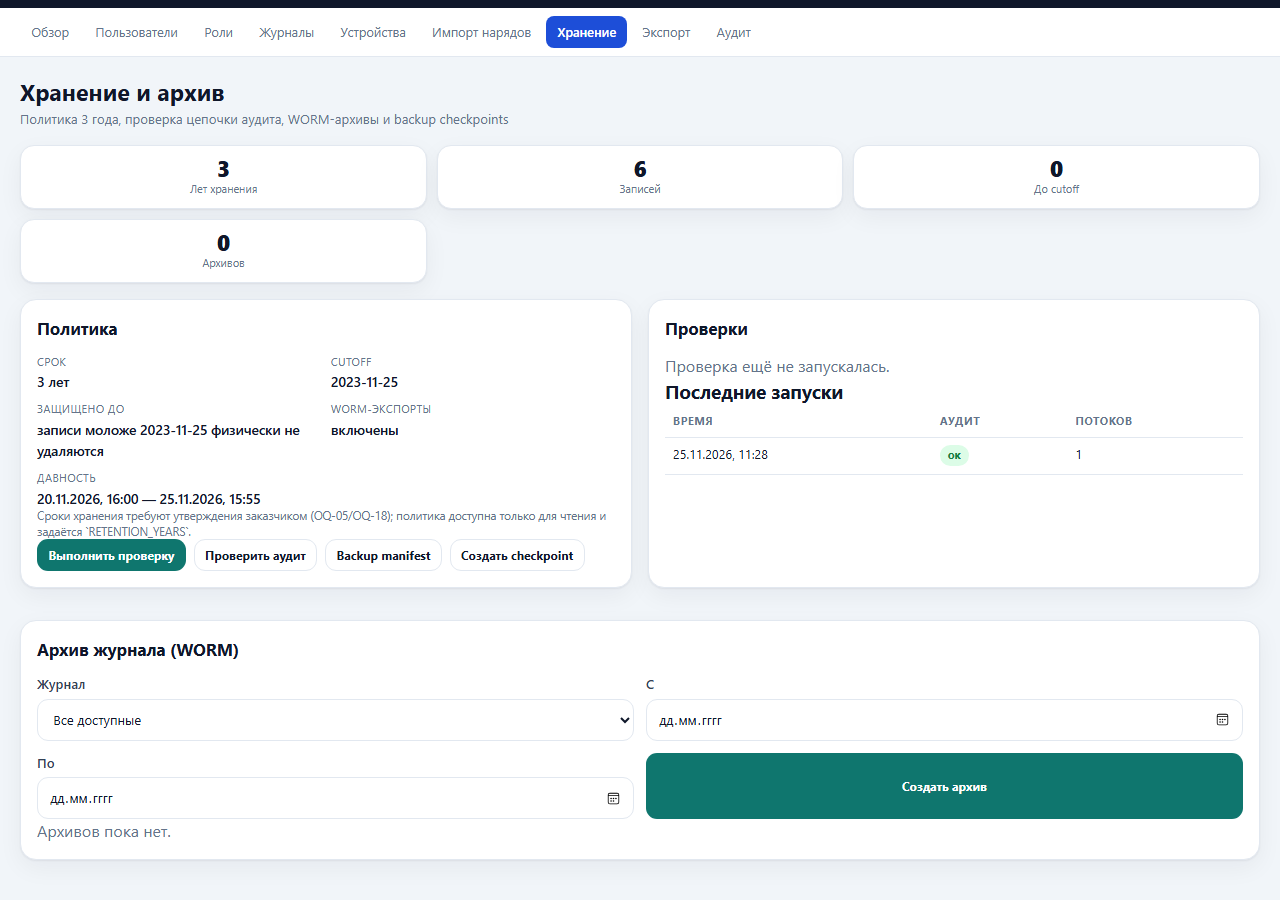 Обзор
Пользователи
Роли
Журналы
Устройства
Импорт нарядов
Хранение
Экспорт
Аудит
Хранение и архив
Политика 3 года, проверка цепочки аудита, WORM-архивы и backup checkpoints
3
Лет хранения
6
Записей
0
До cutoff
0
Архивов
Политика
СРОК
3 лет
CUTOFF
2023-11-25
ЗАЩИЩЕНО ДО
записи моложе 2023-11-25 физически не
удаляются
WORM-ЭКСПОРТЫ
включены
ДАВНОСТЬ
20.11.2026, 16:00 — 25.11.2026, 15:55
Сроки хранения требуют утверждения заказчиком (OQ-05/OQ-18); политика доступна только для чтения и
задаётся `RETENTION_YEARS`.
Выполнить проверку
Проверить аудит
Backup manifest
Создать checkpoint
Проверки
Проверка ещё не запускалась.
Последние запуски
ВРЕМЯ АУДИТ ПОТОКОВ
25.11.2026, 11:28 ок 1
Архив журнала (WORM)
Журнал
Все доступные
С
дд.мм.гггг
По
дд.мм.гггг
Создать архив
Архивов пока нет.